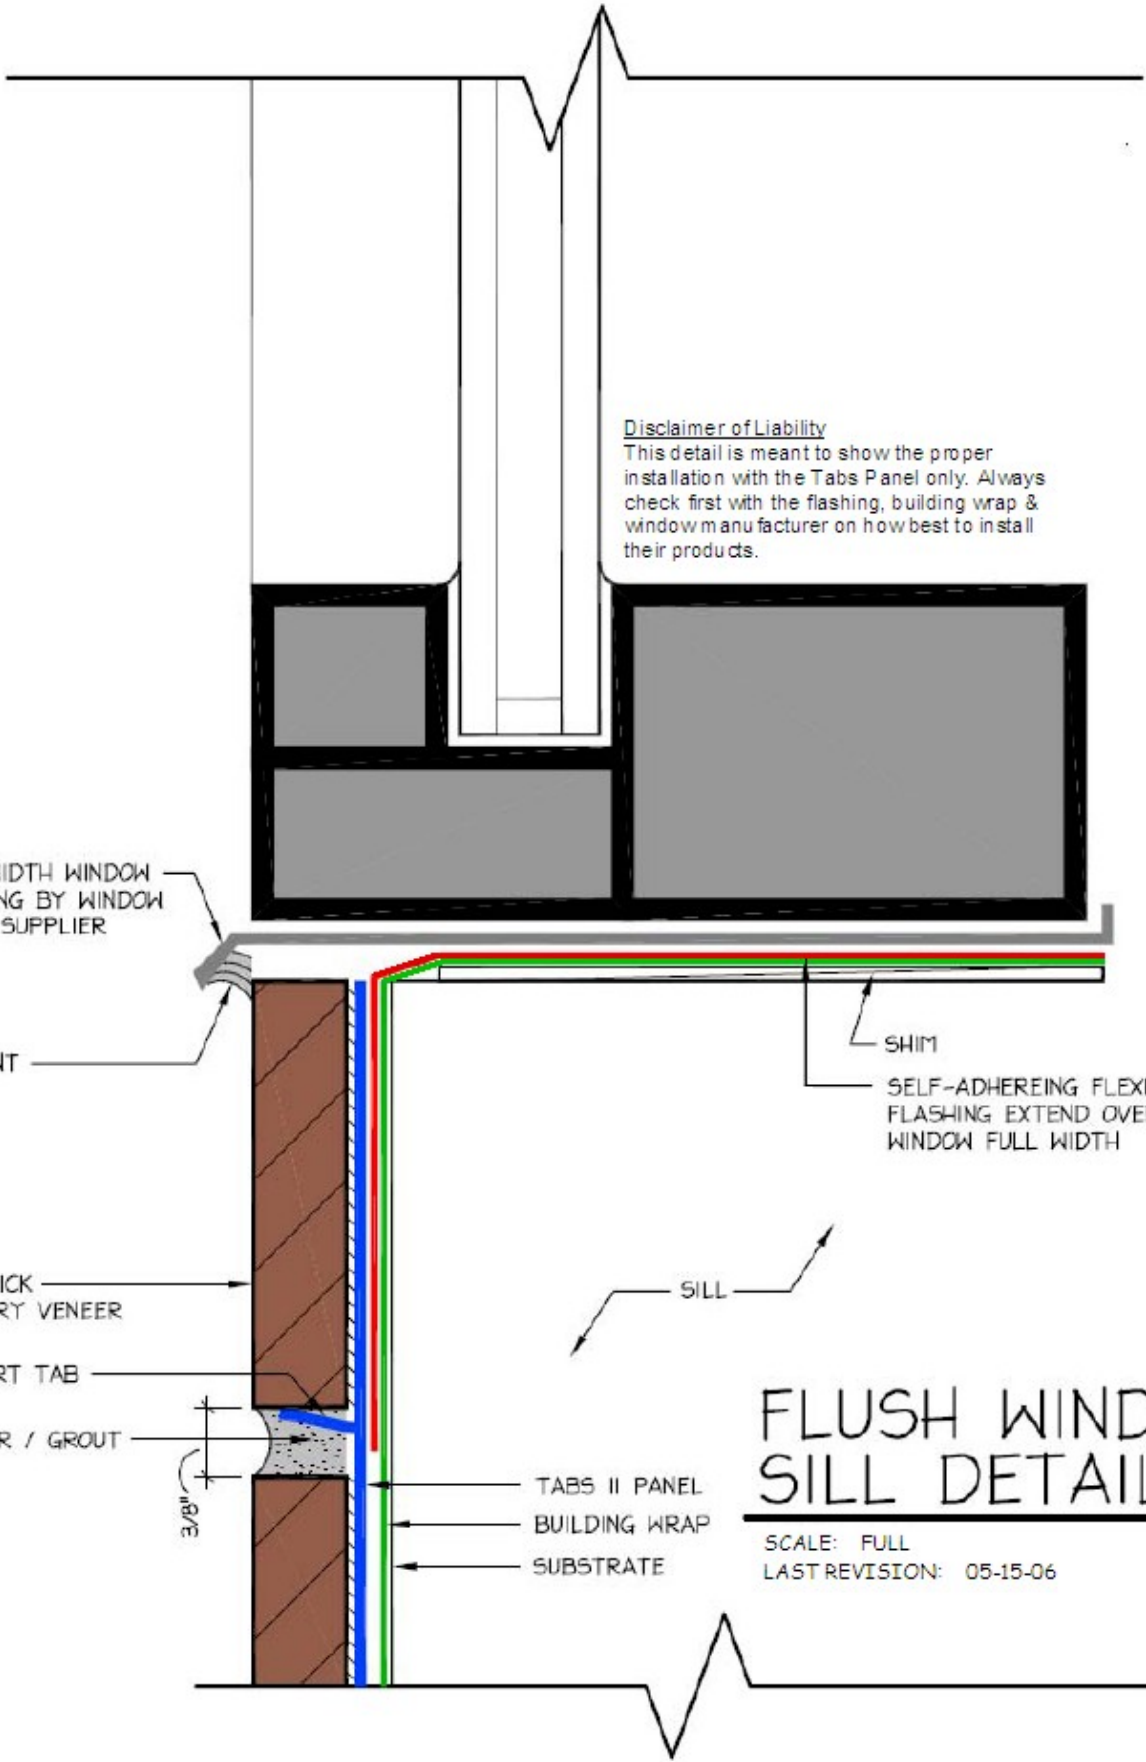 Disclaimer of Liability
This detail is meant to show the proper
installation with the Tabs Panel only. Always
check first with the flashing, building wrap &
window manufacturer on how best to install
their products.
IDTH WINDOW
NG BY WINDOW
SUPPLIER
NT
SHIM
SELF-ADHEREING FLEXI
FLASHING EXTEND OVE
WINDOW FULL WIDTH
ICK
RY VENEER
SILL
RT TAB
R / GROUT
3/8"
TABS II PANEL
BUILDING WRAP
SUBSTRATE
FLUSH WIND
SILL DETAIL
SCALE: FULL
LAST REVISION: 05-15-06